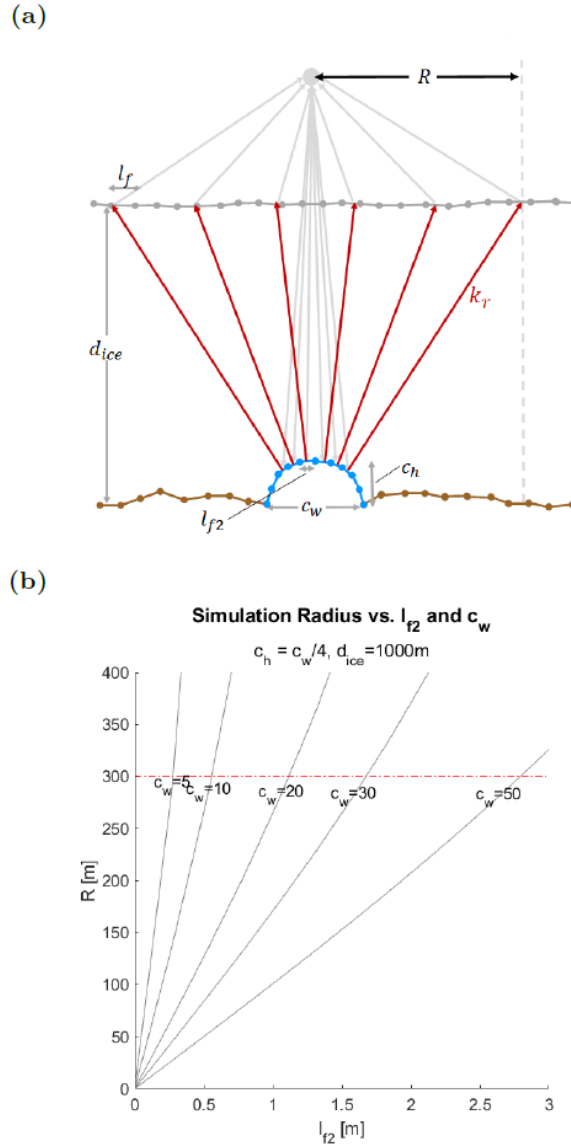 (a)
R
l_f
k_r
d_ice
c_h
l_f2
c_w
(b)
Simulation Radius vs. l_f2 and c_w
c_h = c_w/4, d_ice=1000m
400
350
300
250
200
150
100
50
0
R [m]
c_w=5
c_w=10
c_w=20
c_w=30
c_w=50
0 0.5 1 1.5 2 2.5 3
l_f2 [m]